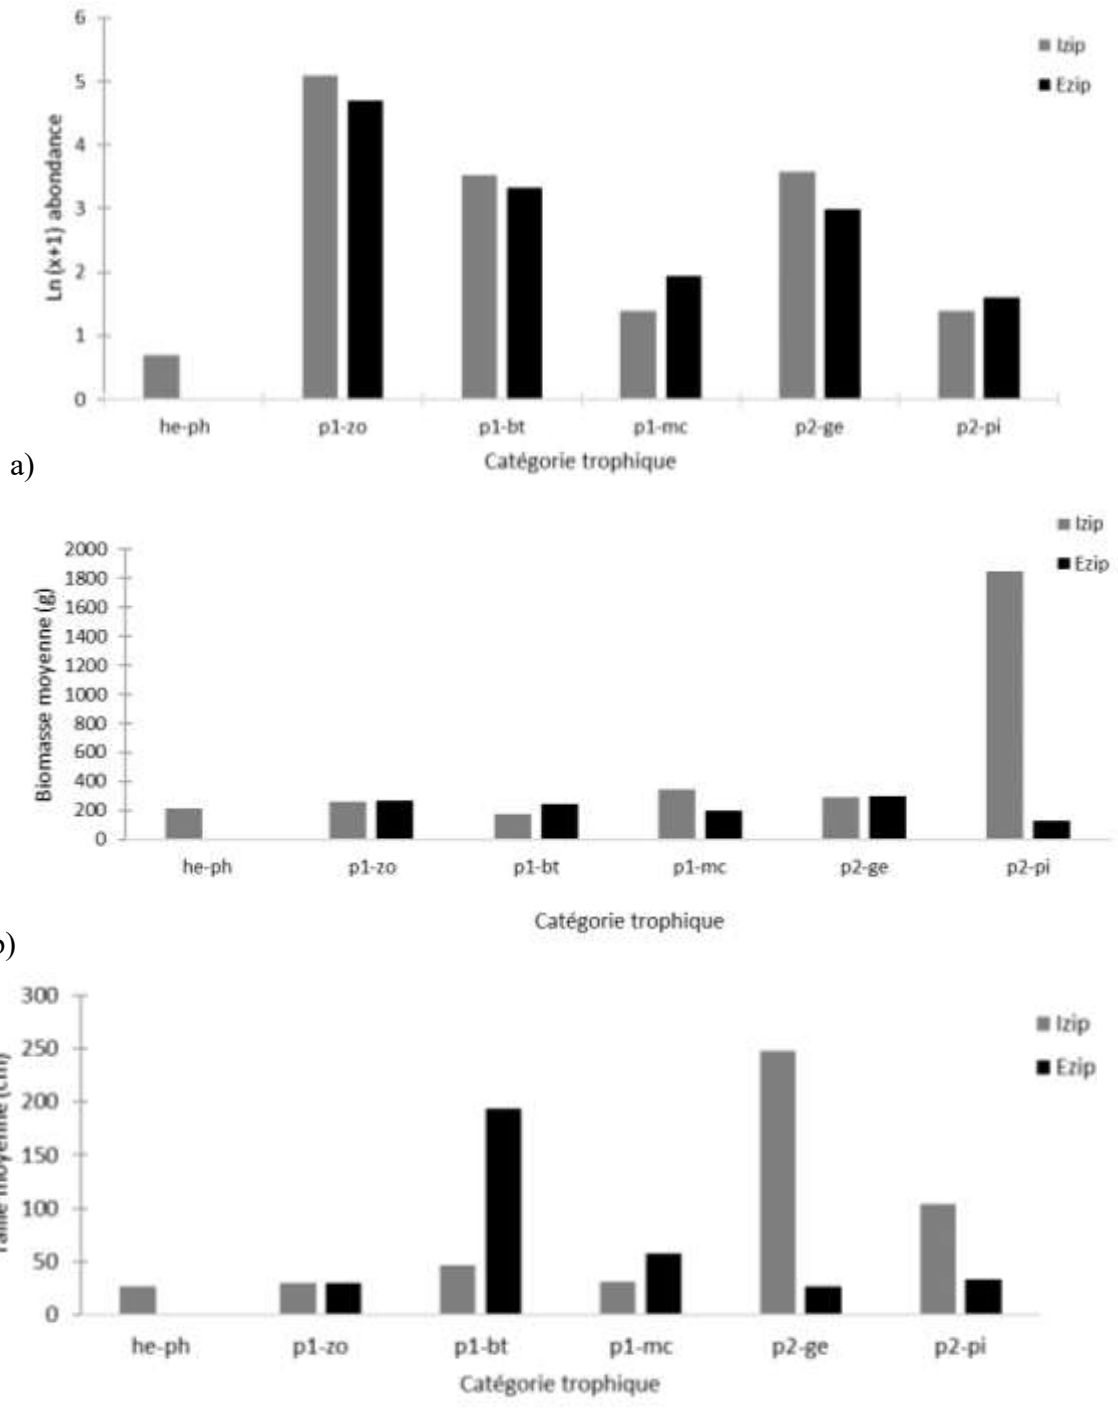 6
Izip
5
Ezip
4
3
2
1
0
Ln (x+1) abondance
he-ph p1-zo p1-bt p1-mc p2-ge p2-pi
Catégorie trophique
a)
Izip
Ezip
2000
1800
1600
1400
1200
1000
800
600
400
200
0
Biomasse moyenne (g)
he-ph p1-zo p1-bt p1-mc p2-ge p2-pi
Catégorie trophique
)
300
Izip
250
Ezip
200
150
100
50
0
moyenne
he-ph p1-zo p1-bt p1-mc p2-ge p2-pi
Catégorie trophique